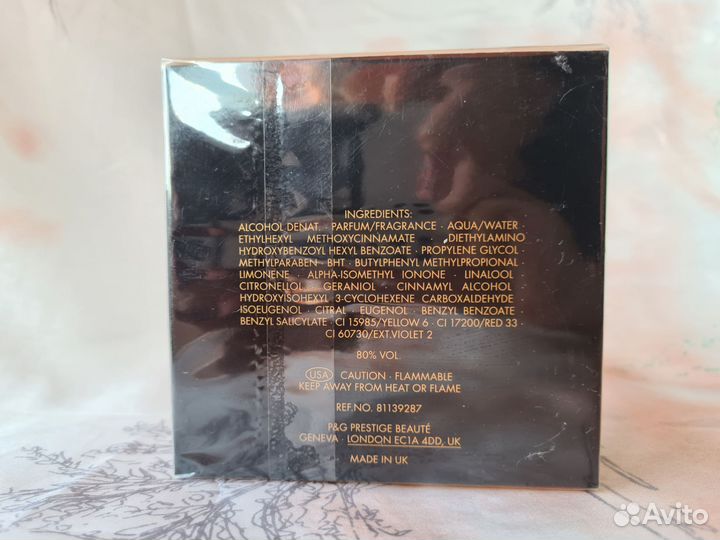 INGREDIENTS:
ALCOHOL DENAT. · PARFUM/FRAGRANCE · AQUA/WATER
ETHYLHEXYL METHOXYCINNAMATE · DIETHYLAMINO
HYDROXYBENZOYL HEXYL BENZOATE · PROPYLENE GLYCOL ·
METHYLPARABEN · BHT · BUTYLPHENYL METHYLPROPIONAL
LIMONENE · ALPHA-ISOMETHYL IONONE · LINALOOL
CITRONELLOL · GERANIOL · CINNAMYL ALCOHOL
HYDROXYISOHEXYL 3-CYCLOHEXENE CARBOXALDEHYDE
ISOEUGENOL · CITRAL · EUGENOL · BENZYL BENZOATE ·
BENZYL SALICYLATE · CI 15985/YELLOW 6 · CI 17200/RED 33 ·
CI 60730/EXT.VIOLET 2
80% VOL.
USA CAUTION · FLAMMABLE
KEEP AWAY FROM HEAT OR FLAME
REF.NO. 81139287
P&G PRESTIGE BEAUTÉ
GENEVA · LONDON EC1A 4DD, UK
MADE IN UK
Avito